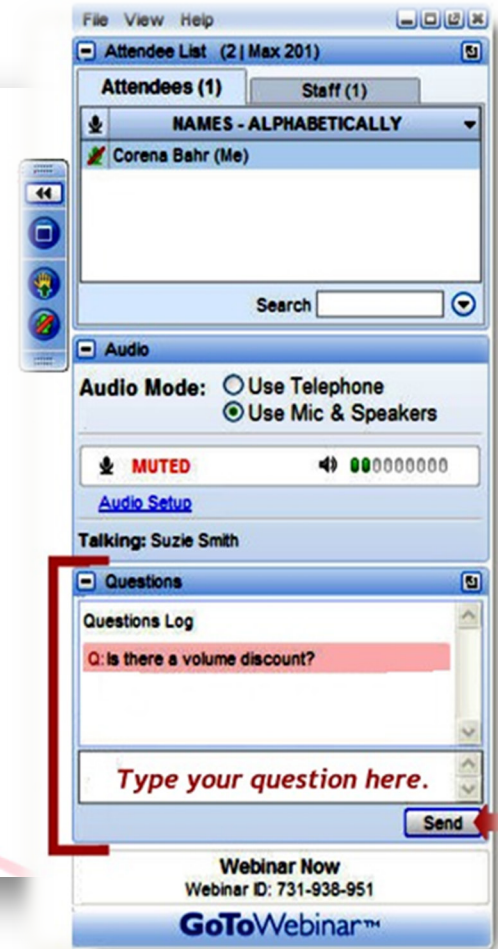 File View Help
Attendee List (2 | Max 201)
Attendees (1)
Staff (1)
NAMES - ALPHABETICALLY
Corena Bahr (Me)
Search
Audio
Audio Mode: Use Telephone
Use Mic & Speakers
MUTED
Audio Setup
Talking: Suzie Smith
Questions
Questions Log
Q: Is there a volume discount?
Type your question here.
Send
Webinar Now
Webinar ID: 731-938-951
GoToWebinar™